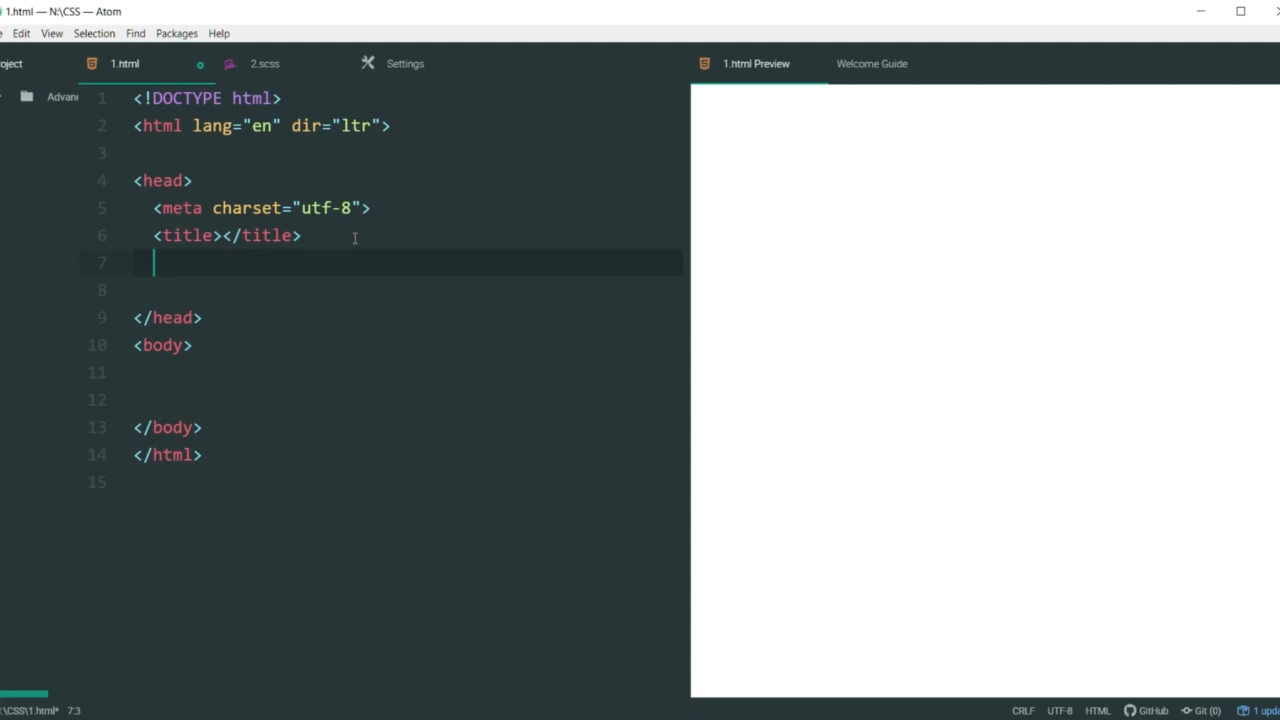 1.html — N:\CSS — Atom
Edit View Selection Find Packages Help
1.html 2.scss Settings 1.html Preview Welcome Guide
1 <!DOCTYPE html>
2 <html lang="en" dir="ltr">
3
4 <head>
5 <meta charset="utf-8">
6 <title></title>
7
8
9 </head>
10 <body>
11
12
13 </body>
14 </html>
15
\CSS\1.html* 7:3 CRLF UTF-8 HTML GitHub Git (0) 1